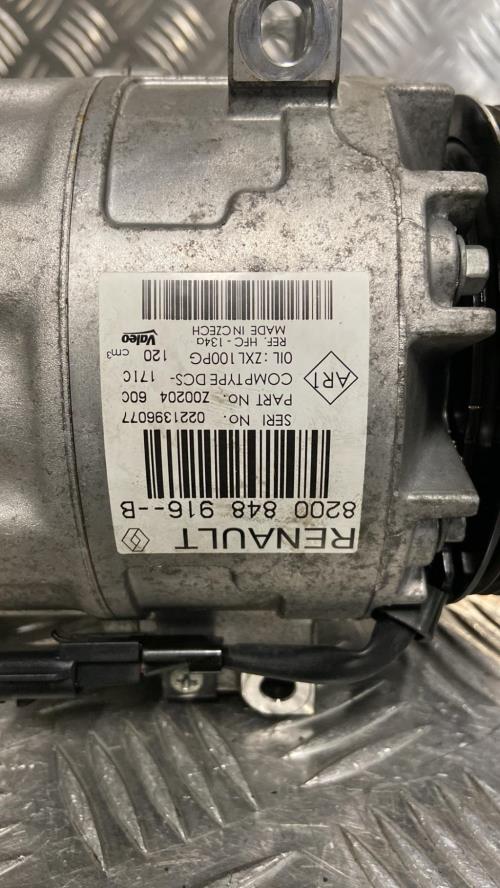 RENAULT
8200 848 916--B
SERI No. 0221396077
PART No. Z00204 60C
COMPTYPE DCS- 171C
OIL :ZXL100PG 120 cm³
REF. HFC -134a
MADE IN CZECH
Valeo
ART